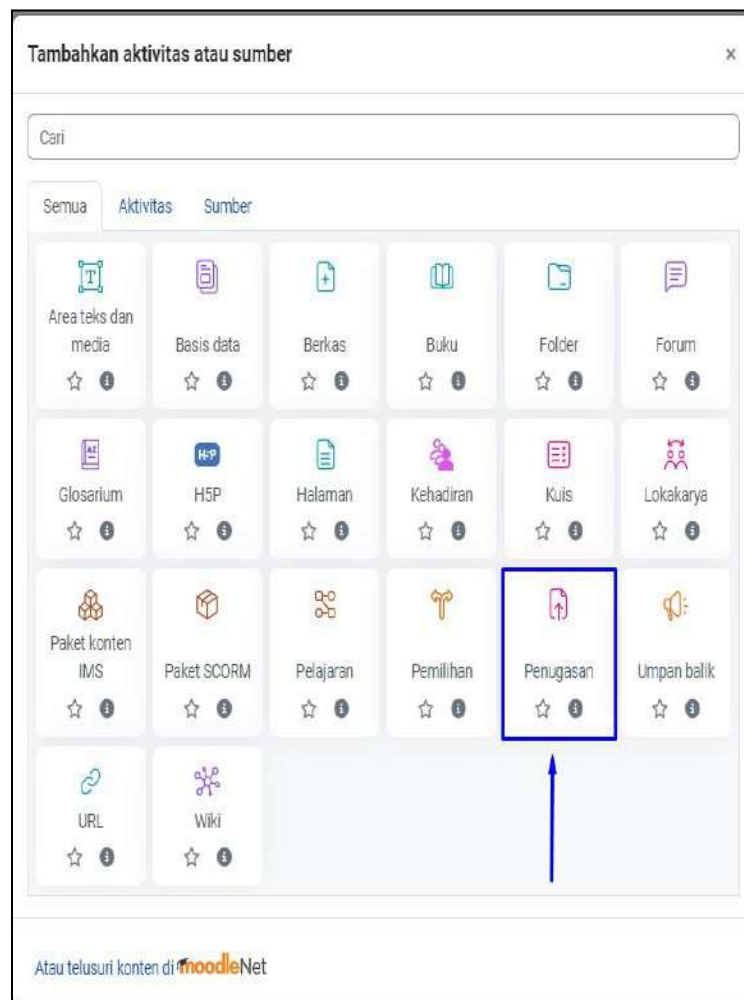 Tambahkan aktivitas atau sumber
×
Cari
Semua Aktivitas Sumber
T
Area teks dan
media
Basis data
Berkas
Buku
Folder
Forum
AZ
Glosarium
H5P
H5P
Halaman
Kehadiran
Kuis
Lokakarya
Paket konten
IMS
Paket SCORM
Pelajaran
Pemilihan
Penugasan
Umpan balik
URL
Wiki
Atau telusuri konten di moodleNet